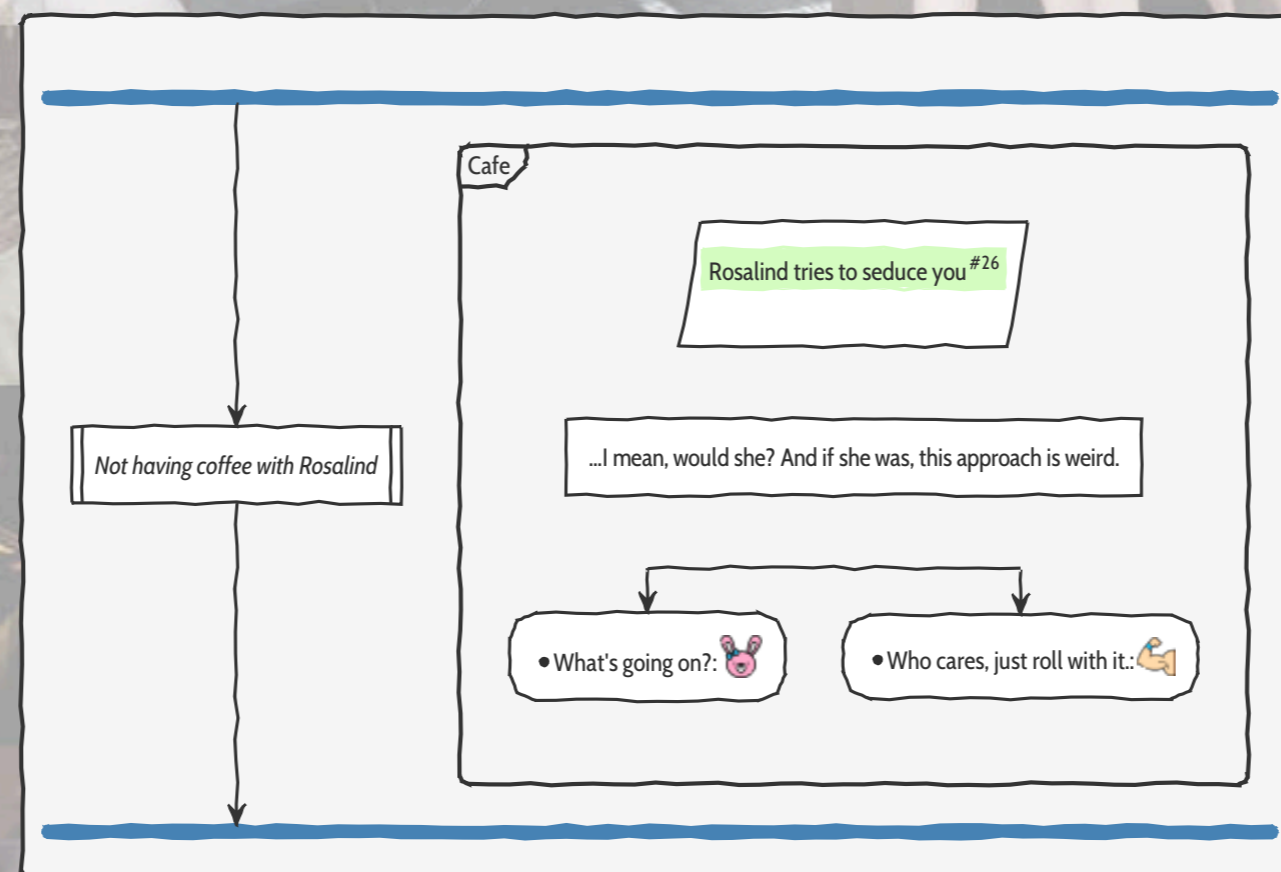 Cafe
Rosalind tries to seduce you #26
Not having coffee with Rosalind
...I mean, would she? And if she was, this approach is weird.
•What's going on?:
•Who cares, just roll with it.: